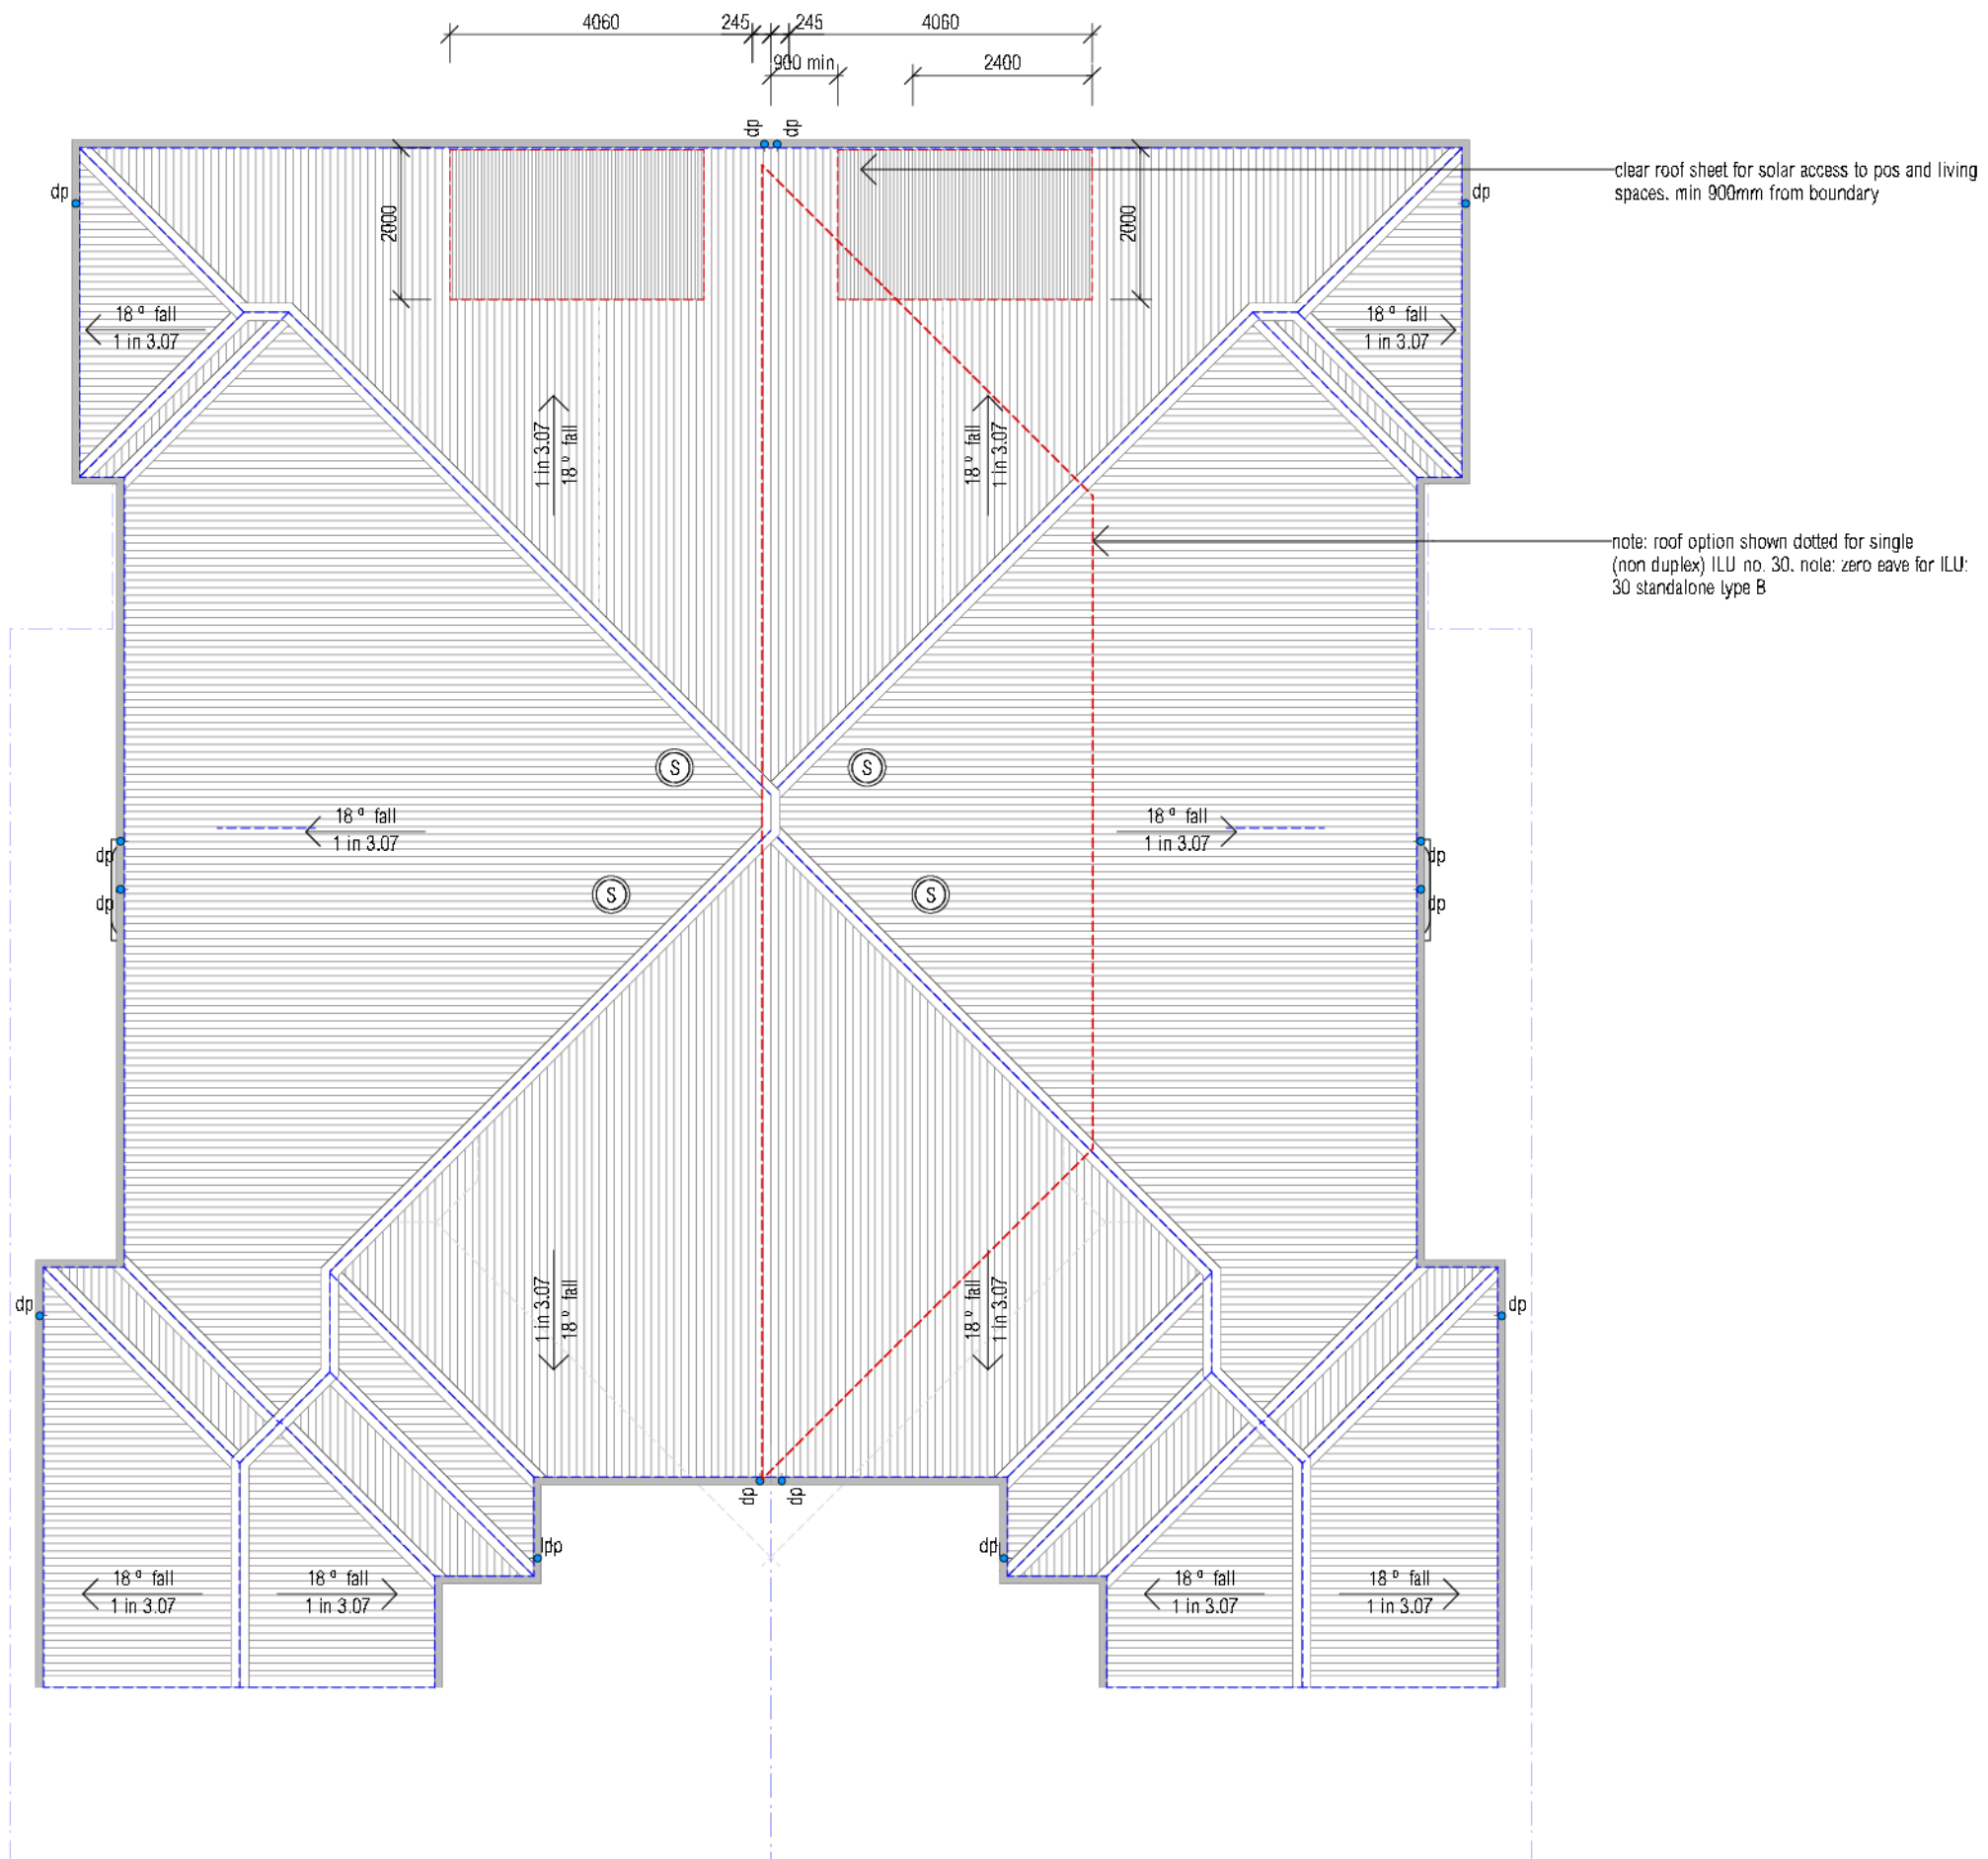 4060
245
245
4060
900 min
2400
dp
dp
clear roof sheet for solar access to pos and living
spaces. min 900mm from boundary
dp
dp
2000
2000
18 º fall
1 in 3.07
18 º fall
1 in 3.07
1 in 3.07
18 º fall
18 º fall
1 in 3.07
note: roof option shown dotted for single
(non duplex) ILU no. 30. note: zero eave for ILU:
30 standalone type B
S
S
18 º fall
1 in 3.07
18 º fall
1 in 3.07
dp
dp
dp
dp
S
S
dp
dp
1 in 3.07
18 º fall
18 º fall
1 in 3.07
dp
dp
dp
18 º fall
1 in 3.07
18 º fall
1 in 3.07
18 º fall
1 in 3.07
18 º fall
1 in 3.07